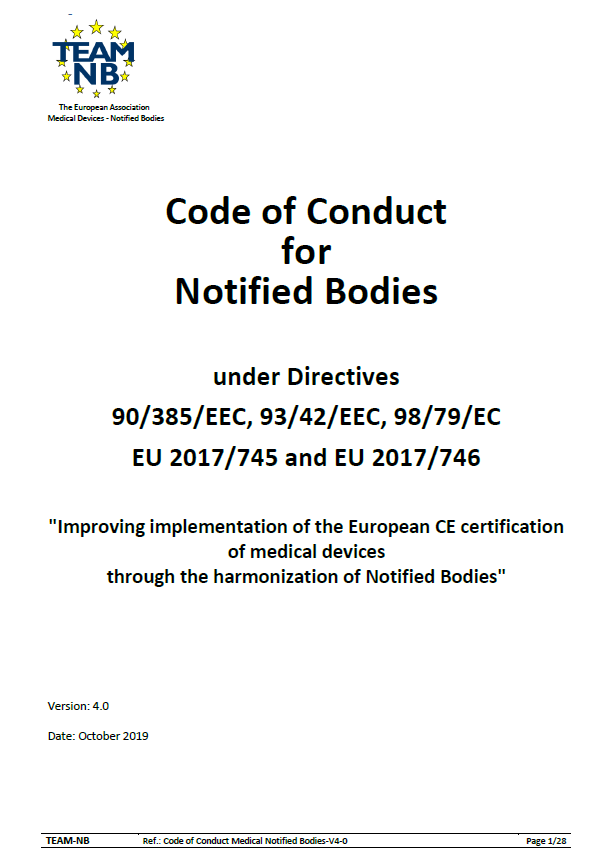 TEAM
NB
The European Association
Medical Devices - Notified Bodies
Code of Conduct
for
Notified Bodies
under Directives
90/385/EEC, 93/42/EEC, 98/79/EC
EU 2017/745 and EU 2017/746
"Improving implementation of the European CE certification
of medical devices
through the harmonization of Notified Bodies"
Version: 4.0
Date: October 2019
TEAM-NB Ref.: Code of Conduct Medical Notified Bodies-V4-0 Page 1/28